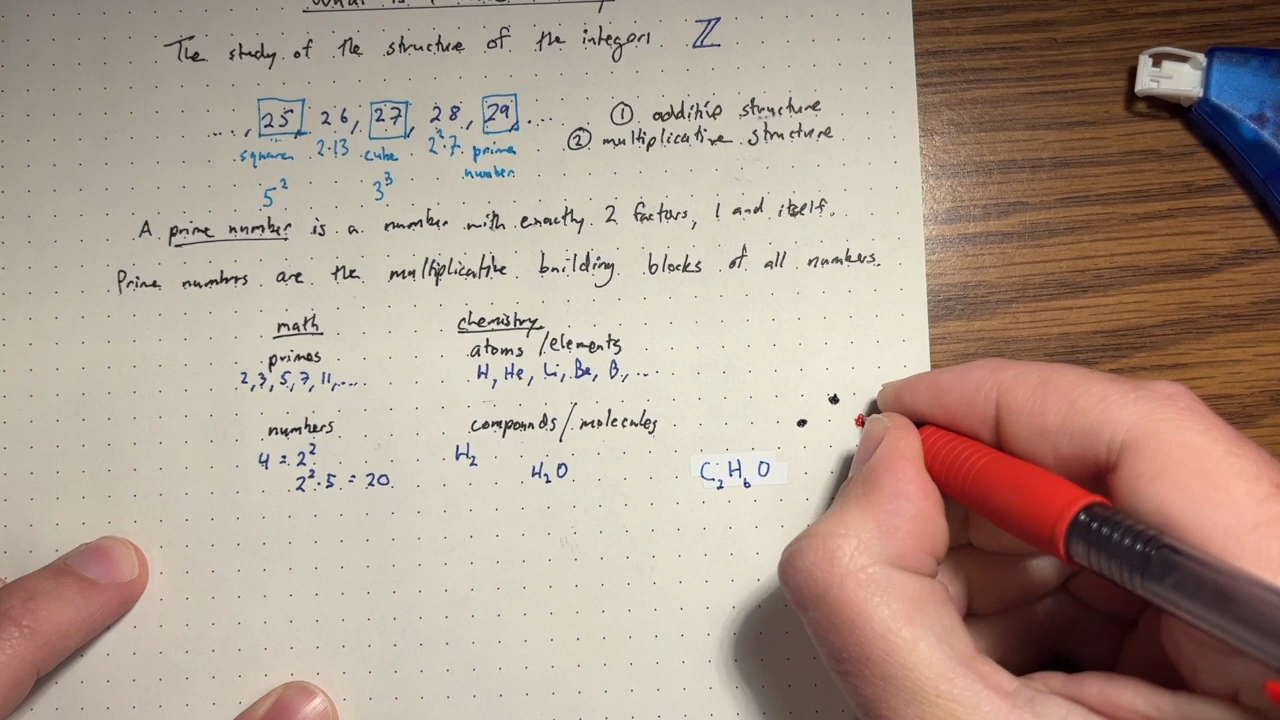 What is
The study of the structure of the integers ℤ
..., 25, 26, 27, 28, 29, ...
square 2·13 cube 2²·7 prime number
5² 3³
① additive structure
② multiplicative structure
A prime number is a number with exactly 2 factors, 1 and itself.
Prime numbers are the multiplicative building blocks of all numbers.
math
primes
2, 3, 5, 7, 11, ....
numbers
4 = 2²
2²·5 = 20
chemistry
atoms/elements
H, He, Li, Be, B, ...
compounds/molecules
H₂
H₂O
C₂H₆O